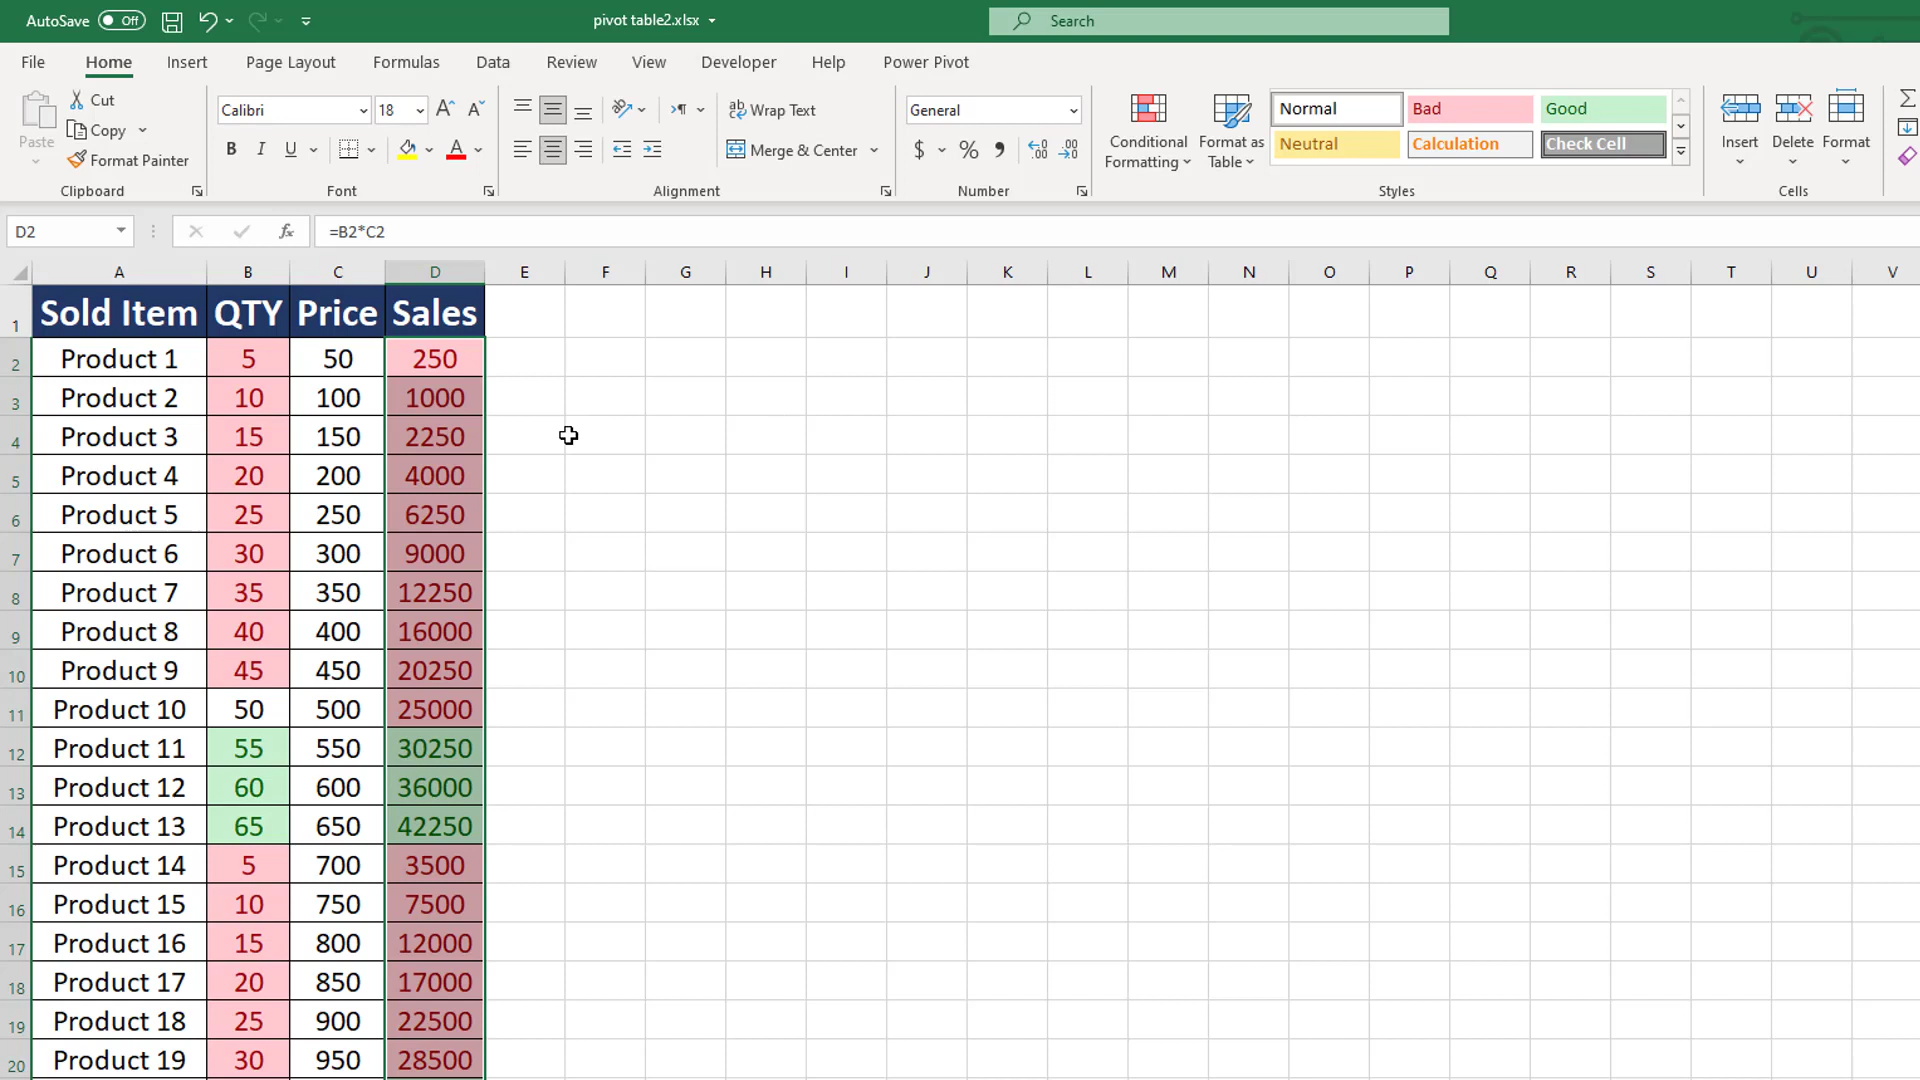 AutoSave Off pivot table2.xlsx Search
File Home Insert Page Layout Formulas Data Review View Developer Help Power Pivot
Paste Cut Copy Format Painter Clipboard
Calibri 18 B I U Font
Wrap Text Merge & Center Alignment
General $ % Number
Conditional Formatting Format as Table
Normal Bad Good
Neutral Calculation Check Cell
Styles
Insert Delete Format Cells
D2 fx =B2*C2
A B C D E F G H I J K L M N O P Q R S T U V
1 Sold Item QTY Price Sales
2 Product 1 5 50 250
3 Product 2 10 100 1000
4 Product 3 15 150 2250
5 Product 4 20 200 4000
6 Product 5 25 250 6250
7 Product 6 30 300 9000
8 Product 7 35 350 12250
9 Product 8 40 400 16000
10 Product 9 45 450 20250
11 Product 10 50 500 25000
12 Product 11 55 550 30250
13 Product 12 60 600 36000
14 Product 13 65 650 42250
15 Product 14 5 700 3500
16 Product 15 10 750 7500
17 Product 16 15 800 12000
18 Product 17 20 850 17000
19 Product 18 25 900 22500
20 Product 19 30 950 28500